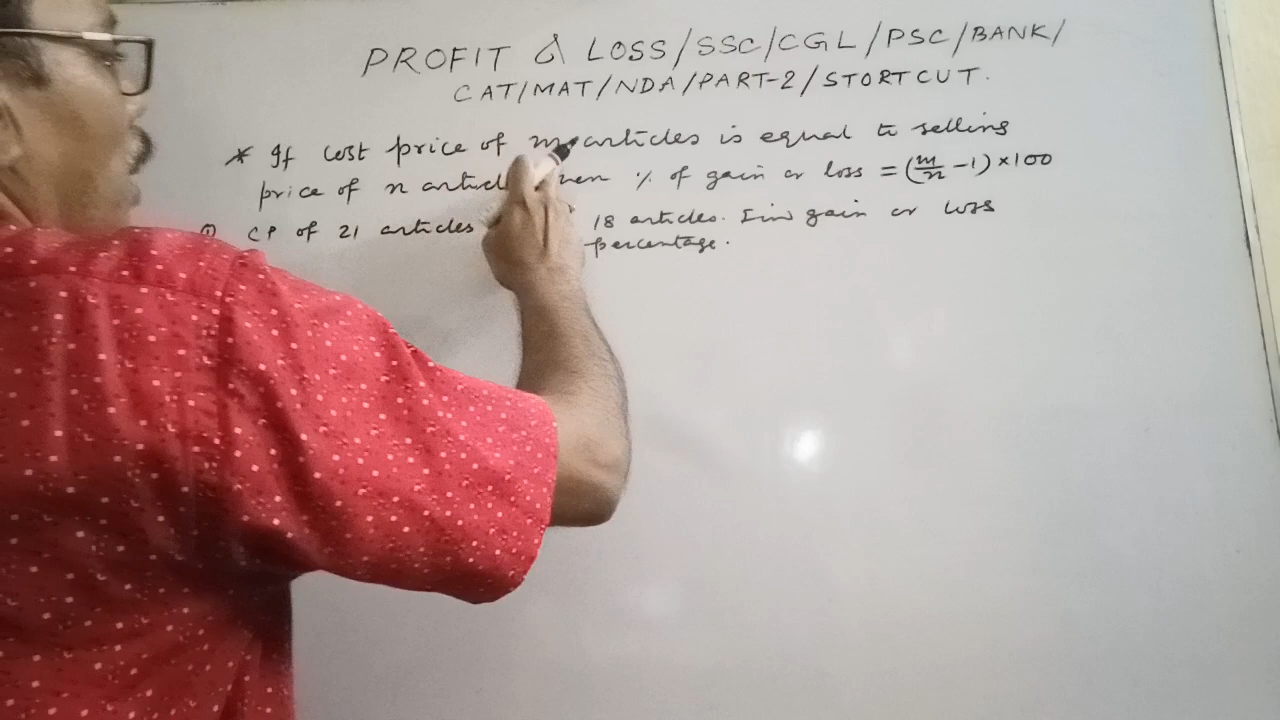 PROFIT & LOSS/SSC/CGL/PSC/BANK/
CAT/MAT/NDA/PART-2/STORTCUT.
* If cost price of m articles is equal to selling
price of n % of gain or loss = (m/n - 1) × 100
① CP of 21 articles 18 articles. Find gain or loss
percentage.